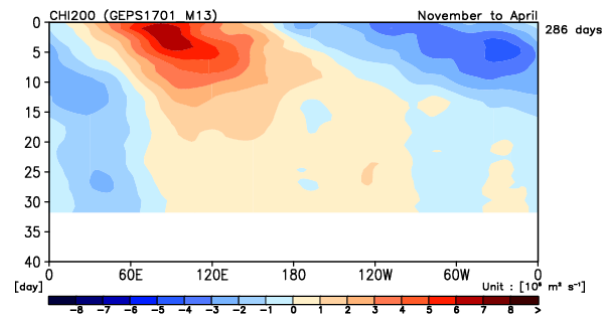 CHI200 (GEPS1701 M13) November to April
286 days
0
5
10
15
20
25
30
35
40
0 60E 120E 180 120W 60W 0
[day] Unit : [10⁶ m² s⁻¹]
-8 -7 -6 -5 -4 -3 -2 -1 0 1 2 3 4 5 6 7 8 >